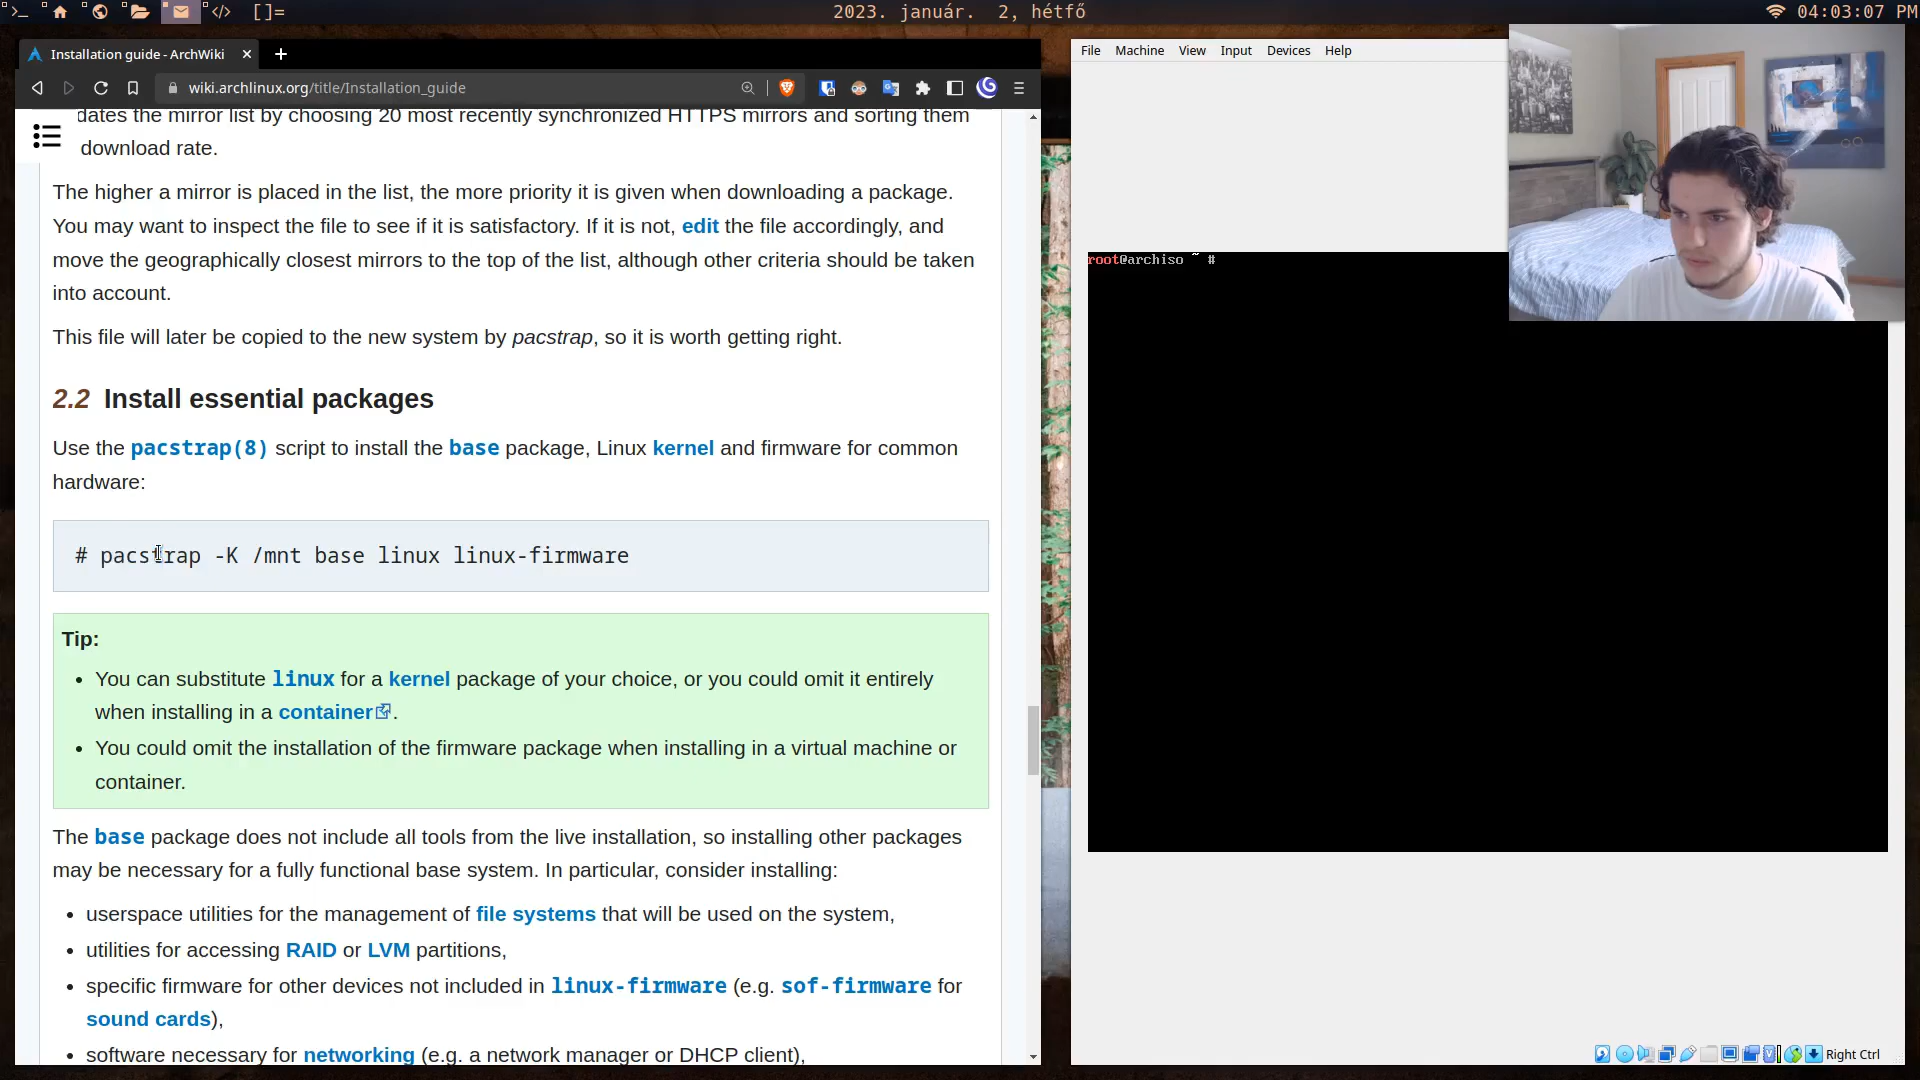 []=
2023. január.  2, hétfő
04:03:07 PM
Installation guide - ArchWiki
wiki.archlinux.org/title/Installation_guide
dates the mirror list by choosing 20 most recently synchronized HTTPS mirrors and sorting them
download rate.
The higher a mirror is placed in the list, the more priority it is given when downloading a package.
You may want to inspect the file to see if it is satisfactory. If it is not, edit the file accordingly, and
move the geographically closest mirrors to the top of the list, although other criteria should be taken
into account.
This file will later be copied to the new system by pacstrap, so it is worth getting right.
2.2 Install essential packages
Use the pacstrap(8) script to install the base package, Linux kernel and firmware for common
hardware:
# pacstrap -K /mnt base linux linux-firmware
Tip:
• You can substitute linux for a kernel package of your choice, or you could omit it entirely
when installing in a container.
• You could omit the installation of the firmware package when installing in a virtual machine or
container.
The base package does not include all tools from the live installation, so installing other packages
may be necessary for a fully functional base system. In particular, consider installing:
• userspace utilities for the management of file systems that will be used on the system,
• utilities for accessing RAID or LVM partitions,
• specific firmware for other devices not included in linux-firmware (e.g. sof-firmware for
sound cards),
• software necessary for networking (e.g. a network manager or DHCP client),
File Machine View Input Devices Help
root@archiso ~ #
Right Ctrl